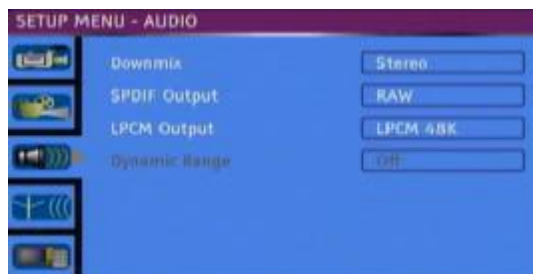 SETUP MENU - AUDIO
Downmix Stereo
SPDIF Output RAW
LPCM Output LPCM 48K
Dynamic Range Off